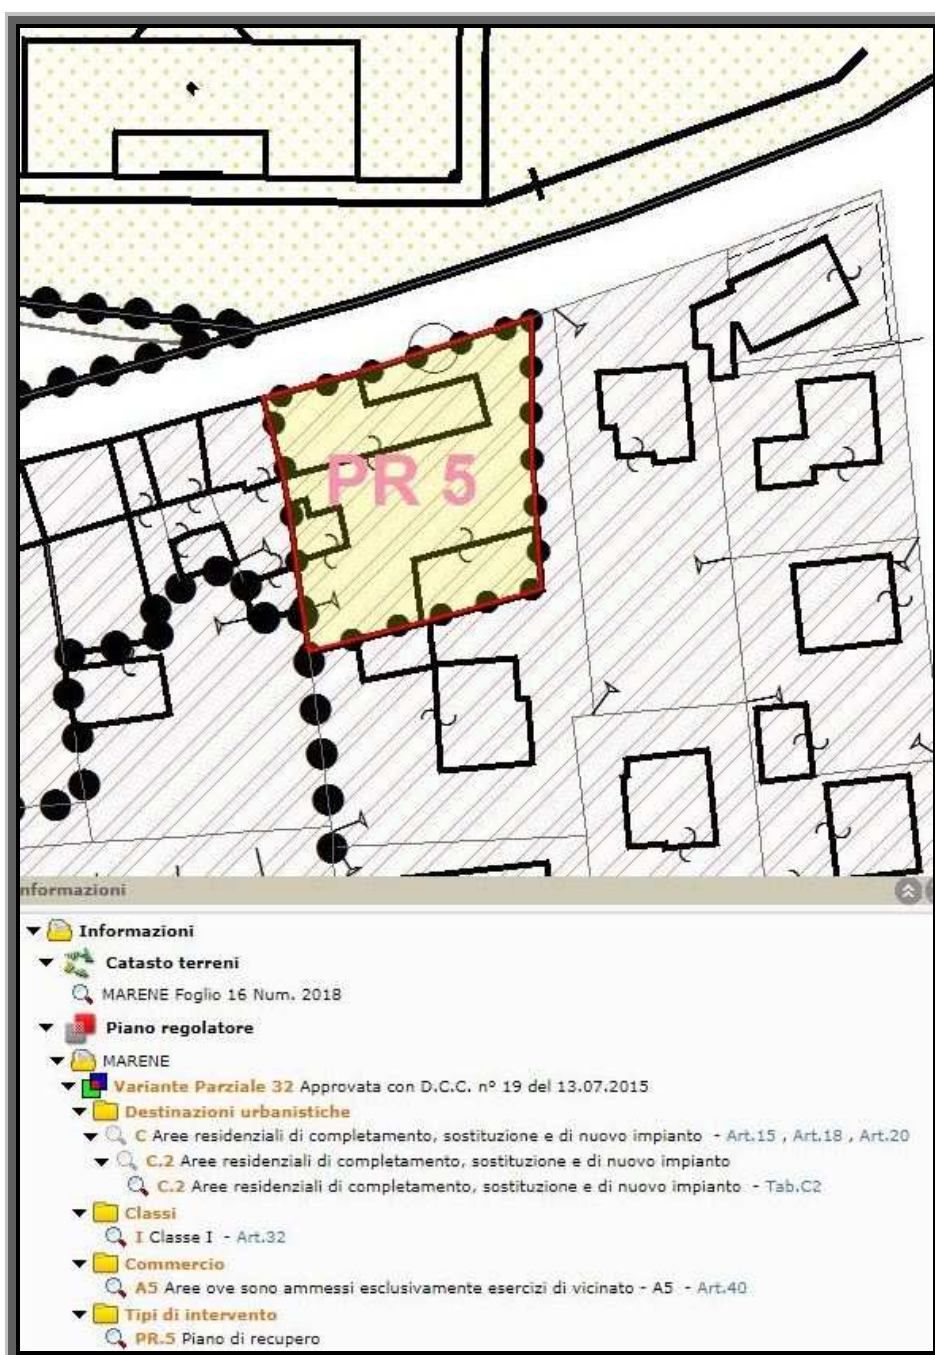 PR 5
nformazioni
Informazioni
Catasto terreni
MARENE Foglio 16 Num. 2018
Piano regolatore
MARENE
Variante Parziale 32 Approvata con D.C.C. n° 19 del 13.07.2015
Destinazioni urbanistiche
C Aree residenziali di completamento, sostituzione e di nuovo impianto - Art.15 , Art.18 , Art.20
C.2 Aree residenziali di completamento, sostituzione e di nuovo impianto
C.2 Aree residenziali di completamento, sostituzione e di nuovo impianto - Tab.C2
Classi
I Classe I - Art.32
Commercio
A5 Aree ove sono ammessi esclusivamente esercizi di vicinato - A5 - Art.40
Tipi di intervento
PR.5 Piano di recupero